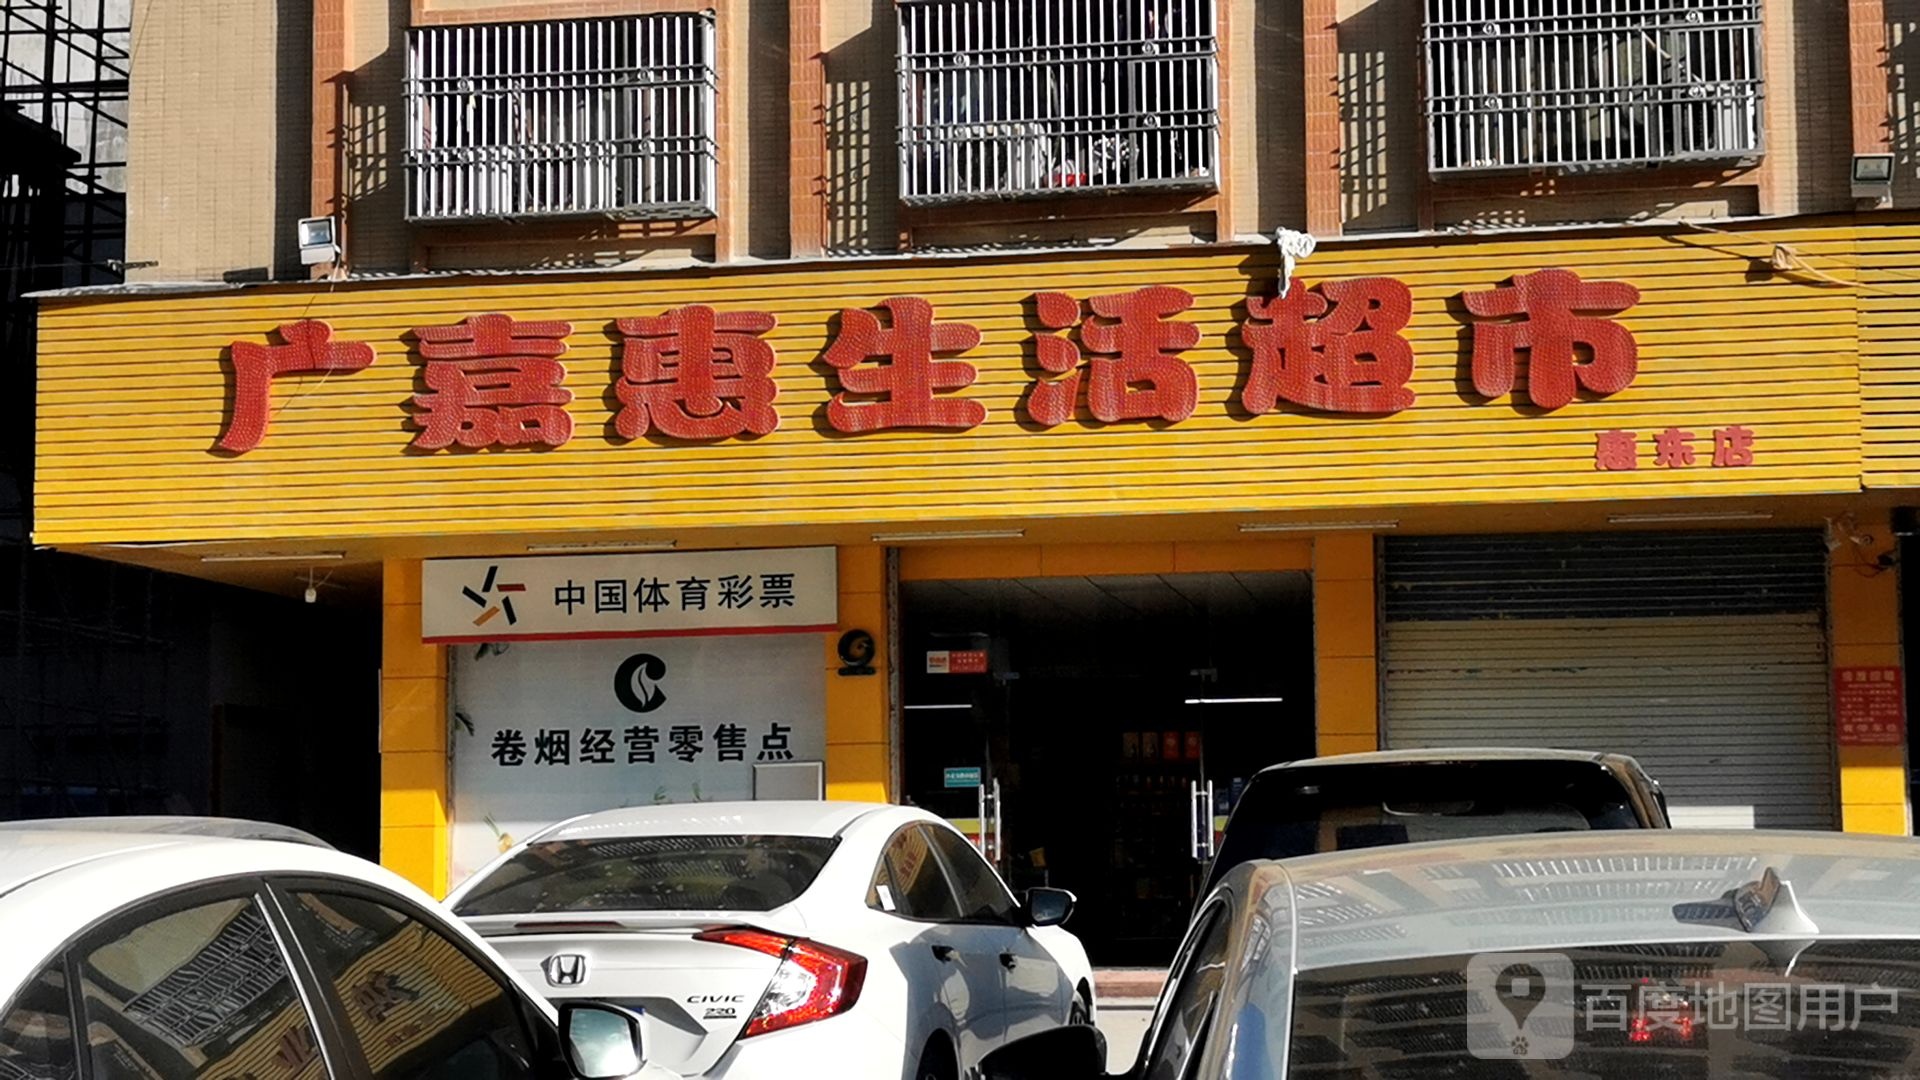 广嘉惠生活超市
惠东店
中国体育彩票
卷烟经营零售点
CIVIC
220
百度地图用户